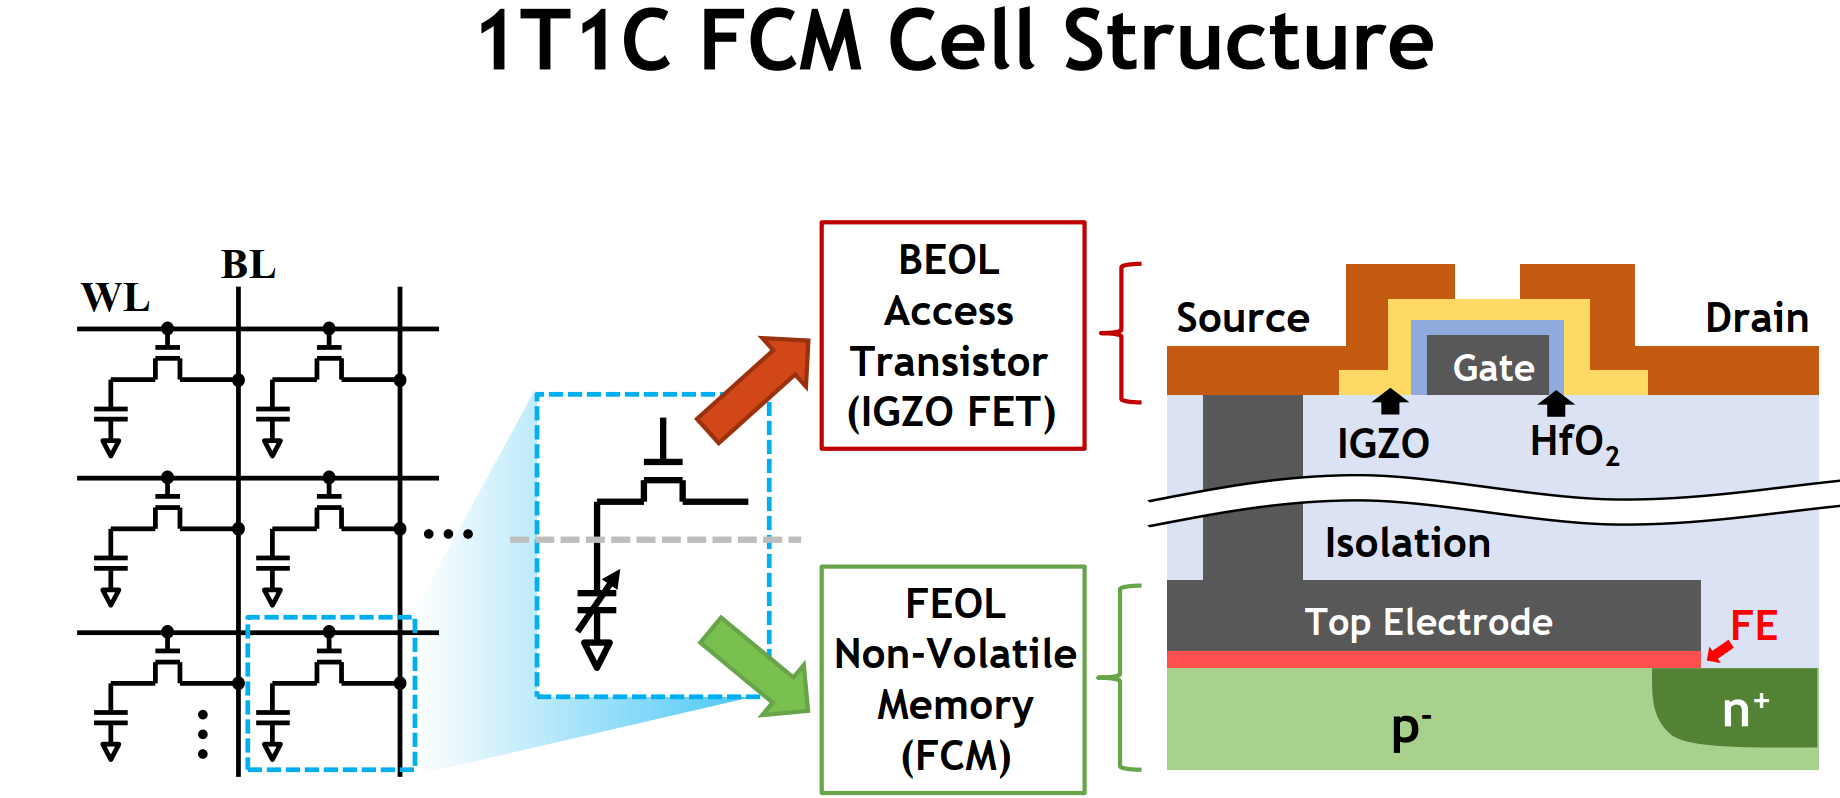 1T1C FCM Cell Structure
BL
WL
BEOL
Access
Transistor
(IGZO FET)
FEOL
Non-Volatile
Memory
(FCM)
Source
Drain
Gate
IGZO
HfO₂
Isolation
Top Electrode
FE
n⁺
p⁻